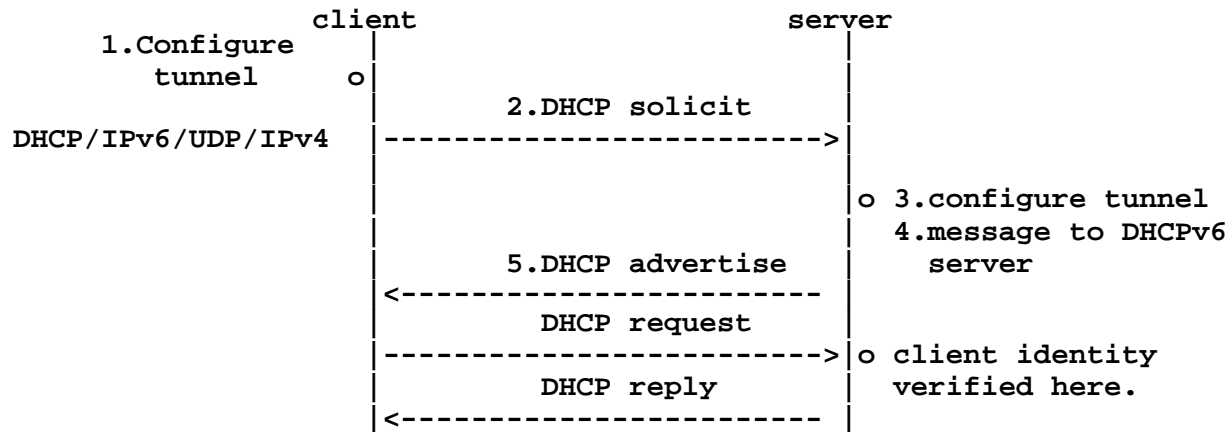 client server
1.Configure
tunnel o
2.DHCP solicit
DHCP/IPv6/UDP/IPv4 |------------------------->|
o 3.configure tunnel
4.message to DHCPv6
5.DHCP advertise server
<------------------------
DHCP request
------------------------->|o client identity
DHCP reply verified here.
<------------------------